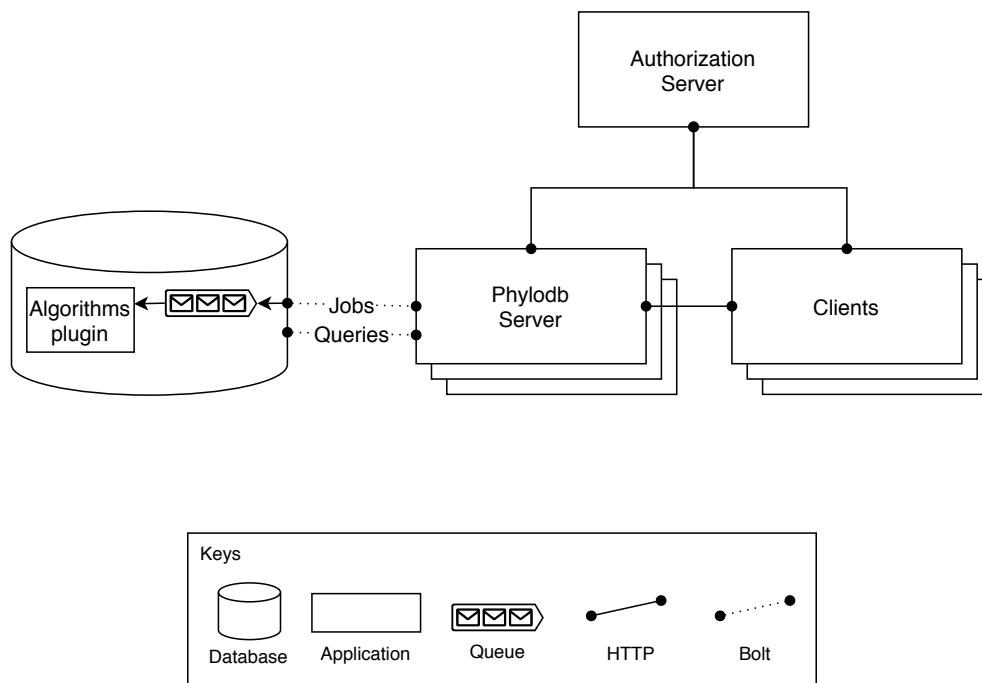 Authorization
Server
Algorithms
plugin
Jobs
Queries
Phylodb
Server
Clients
Keys
Database
Application
Queue
HTTP
Bolt